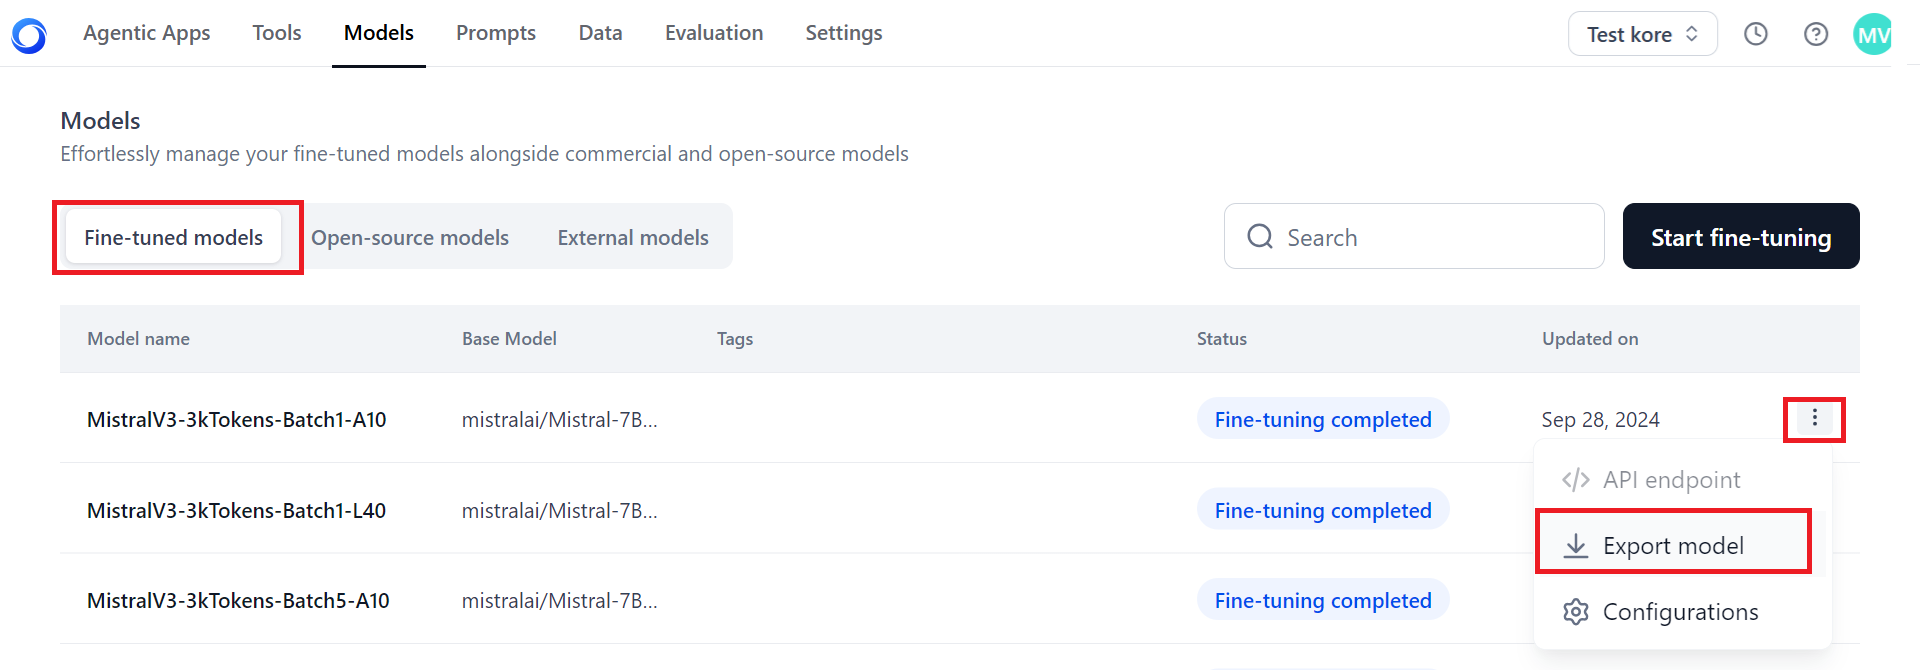 Agentic Apps Tools Models Prompts Data Evaluation Settings Test kore MV
Models
Effortlessly manage your fine-tuned models alongside commercial and open-source models
Fine-tuned models Open-source models External models Search Start fine-tuning
Model name Base Model Tags Status Updated on
MistralV3-3kTokens-Batch1-A10 mistralai/Mistral-7B... Fine-tuning completed Sep 28, 2024
API endpoint
MistralV3-3kTokens-Batch1-L40 mistralai/Mistral-7B... Fine-tuning completed
Export model
MistralV3-3kTokens-Batch5-A10 mistralai/Mistral-7B... Fine-tuning completed
Configurations